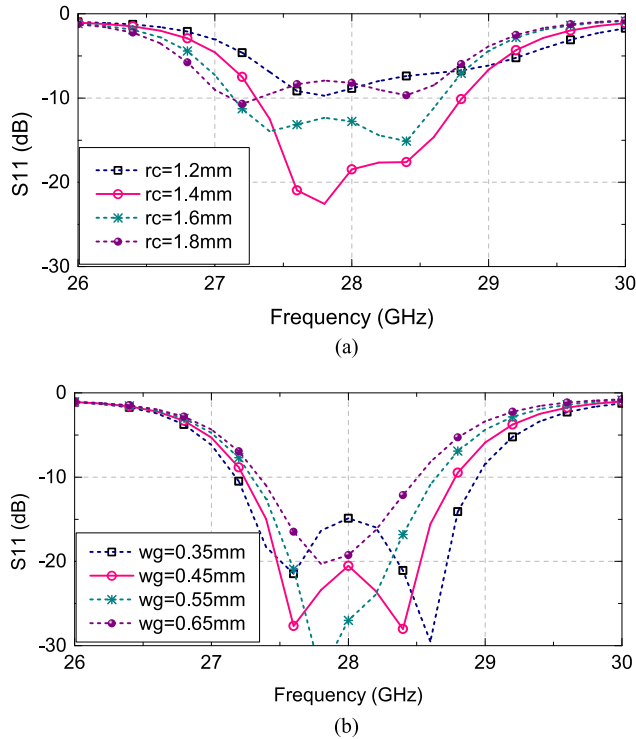 0
-10
-20
-30
S11 (dB)
rc=1.2mm
rc=1.4mm
rc=1.6mm
rc=1.8mm
26 27 28 29 30
Frequency (GHz)
(a)
0
-10
-20
-30
S11 (dB)
wg=0.35mm
wg=0.45mm
wg=0.55mm
wg=0.65mm
26 27 28 29 30
Frequency (GHz)
(b)